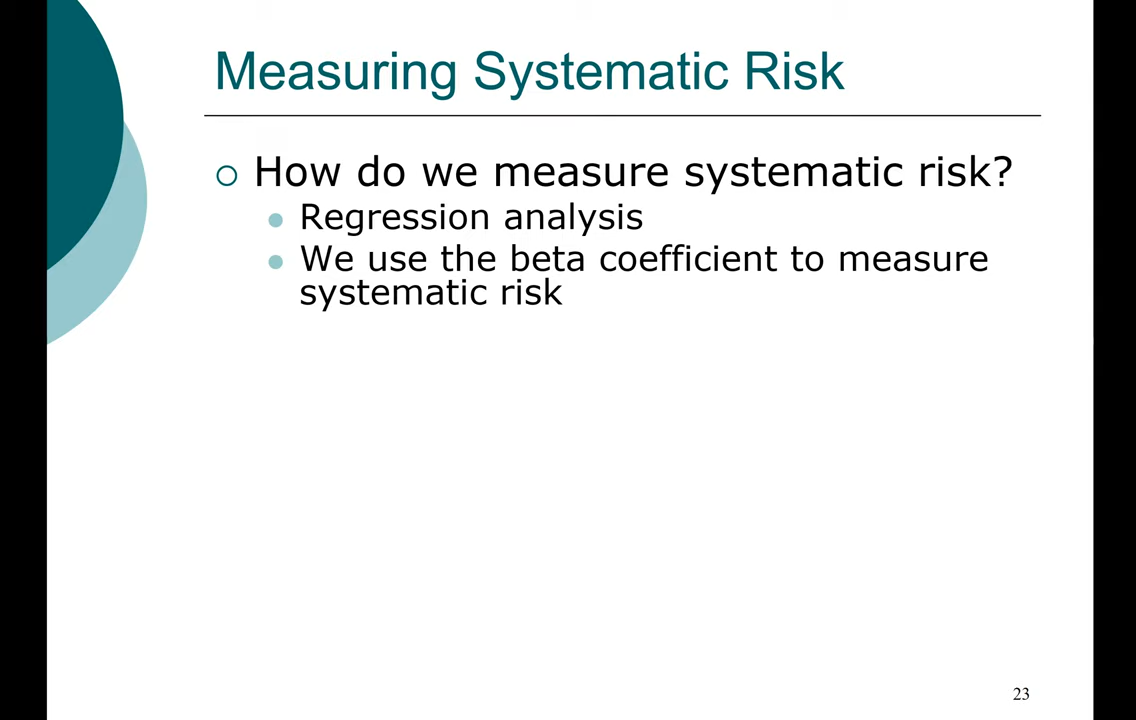 Measuring Systematic Risk
How do we measure systematic risk?
Regression analysis
We use the beta coefficient to measure
systematic risk
23